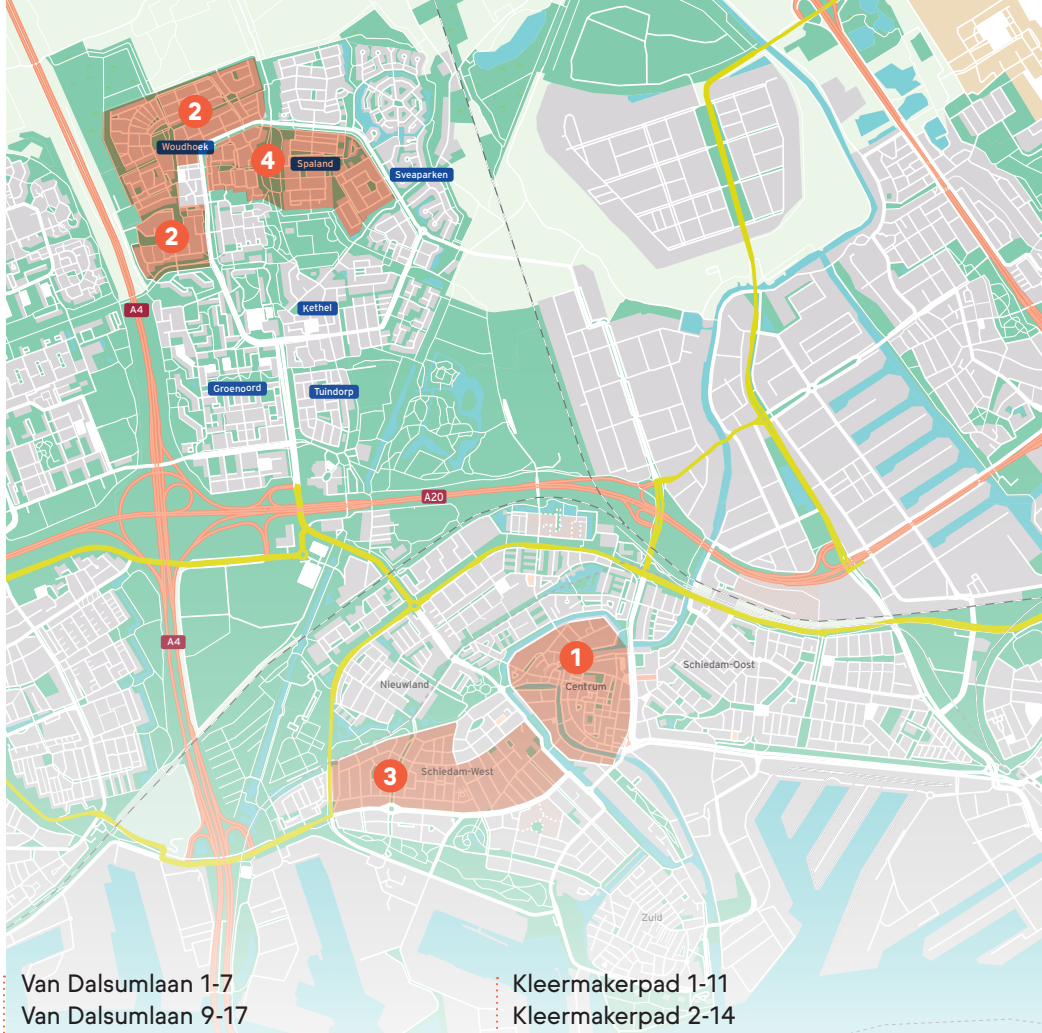 2
Woudhoek
4
Spaland
Sveaparken
2
A4
Kethel
Groenoord
Tuindorp
A20
A4
1
Centrum
Schiedam-Oost
Nieuwland
3
Schiedam-West
Zuid
Van Dalsumlaan 1-7
Van Dalsumlaan 9-17
Kleermakerpad 1-11
Kleermakerpad 2-14